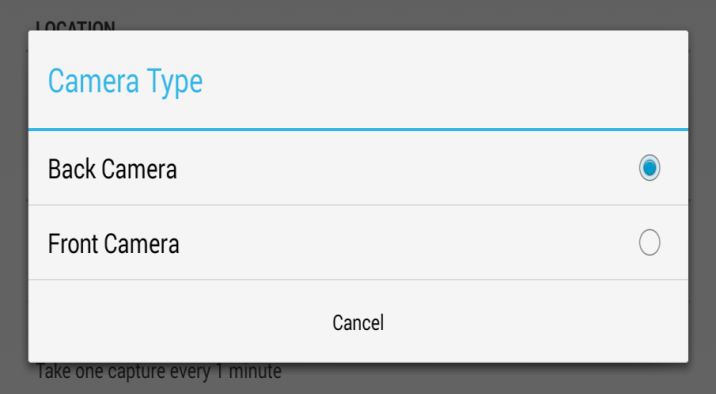 LOCATION
Camera Type
Back Camera
Front Camera
Cancel
Take one capture every 1 minute